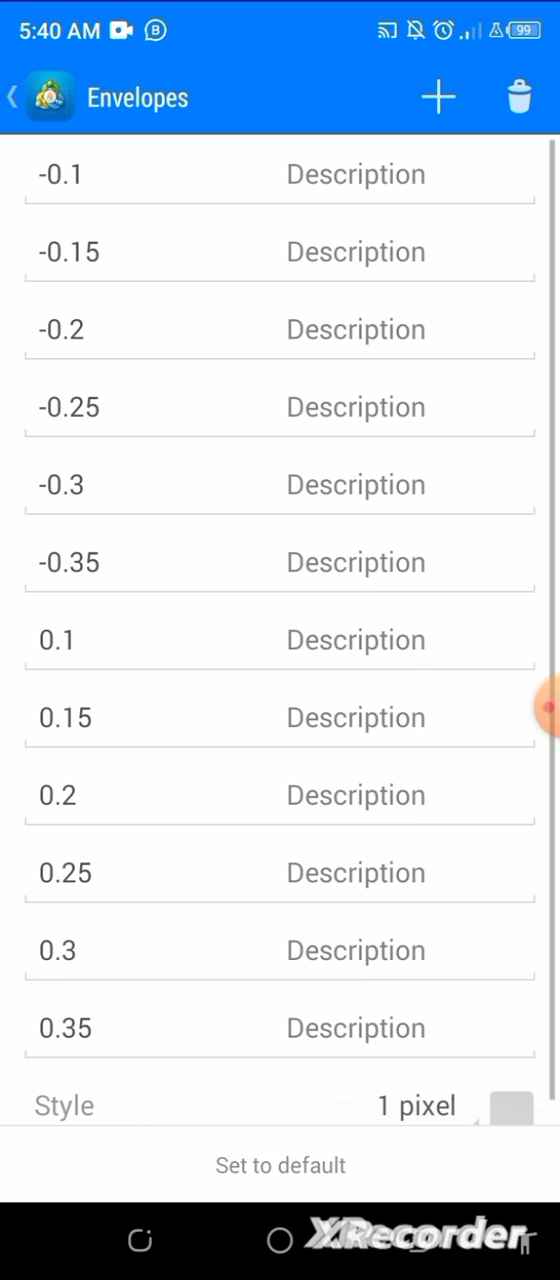 5:40 AM 99
Envelopes
-0.1 Description
-0.15 Description
-0.2 Description
-0.25 Description
-0.3 Description
-0.35 Description
0.1 Description
0.15 Description
0.2 Description
0.25 Description
0.3 Description
0.35 Description
Style 1 pixel
Set to default
XRecorder